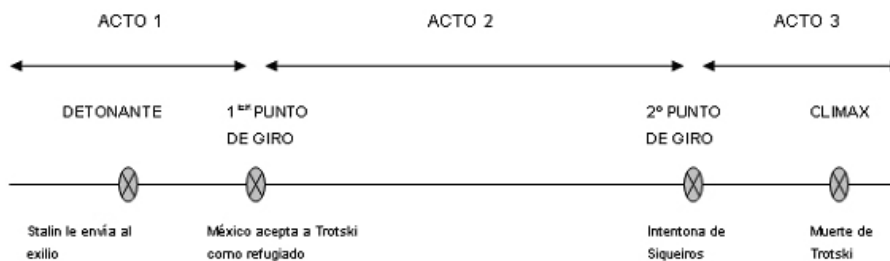 ACTO 1
ACTO 2
ACTO 3
DETONANTE
1ER PUNTO
DE GIRO
2º PUNTO
DE GIRO
CLIMAX
Stalin le envía al
exilio
México acepta a Trotski
como refugiado
Intentona de
Siqueiros
Muerte de
Trotski